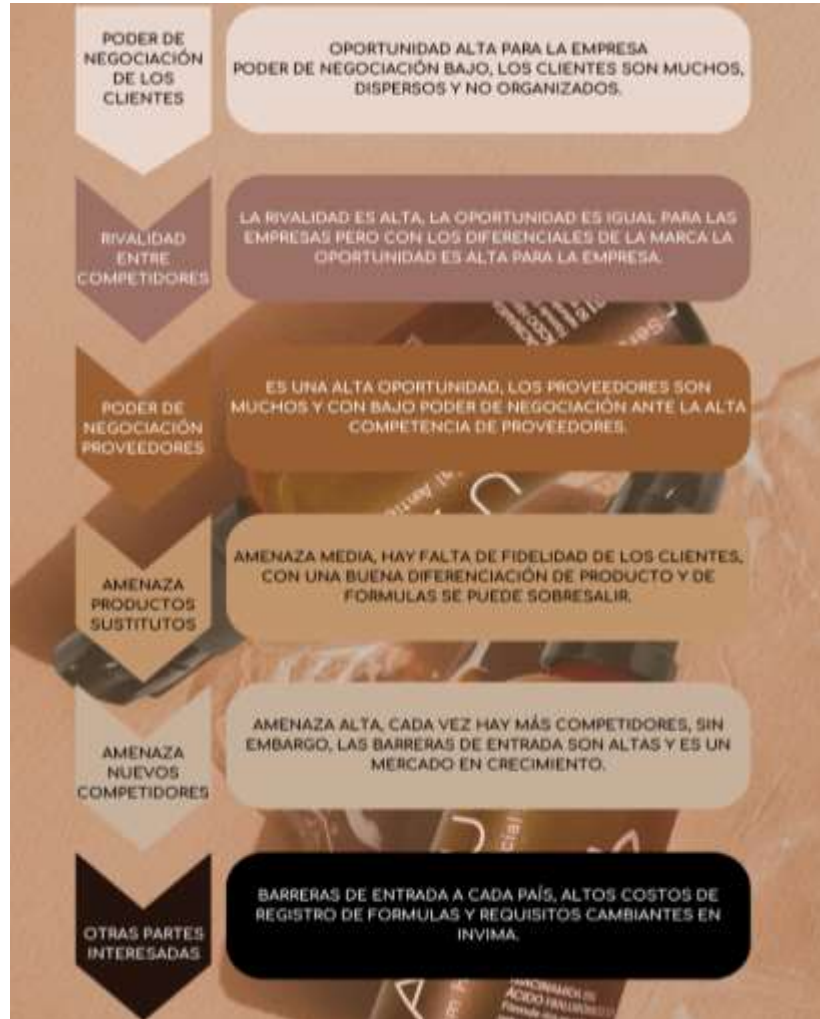 PODER DE
NEGOCIACIÓN
DE LOS
CLIENTES
OPORTUNIDAD ALTA PARA LA EMPRESA
PODER DE NEGOCIACIÓN BAJO, LOS CLIENTES SON MUCHOS,
DISPERSOS Y NO ORGANIZADOS.
RIVALIDAD
ENTRE
COMPETIDORES
LA RIVALIDAD ES ALTA, LA OPORTUNIDAD ES IGUAL PARA LAS
EMPRESAS PERO CON LOS DIFERENCIALES DE LA MARCA LA
OPORTUNIDAD ES ALTA PARA LA EMPRESA.
PODER DE
NEGOCIACIÓN
PROVEEDORES
ES UNA ALTA OPORTUNIDAD, LOS PROVEEDORES SON
MUCHOS Y CON BAJO PODER DE NEGOCIACIÓN ANTE LA ALTA
COMPETENCIA DE PROVEEDORES.
AMENAZA
PRODUCTOS
SUSTITUTOS
AMENAZA MEDIA, HAY FALTA DE FIDELIDAD DE LOS CLIENTES,
CON UNA BUENA DIFERENCIACIÓN DE PRODUCTO Y DE
FORMULAS SE PUEDE SOBRESALIR.
AMENAZA
NUEVOS
COMPETIDORES
AMENAZA ALTA, CADA VEZ HAY MÁS COMPETIDORES, SIN
EMBARGO, LAS BARRERAS DE ENTRADA SON ALTAS Y ES UN
MERCADO EN CRECIMIENTO.
OTRAS PARTES
INTERESADAS
BARRERAS DE ENTRADA A CADA PAÍS, ALTOS COSTOS DE
REGISTRO DE FORMULAS Y REQUISITOS CAMBIANTES EN
INVIMA.